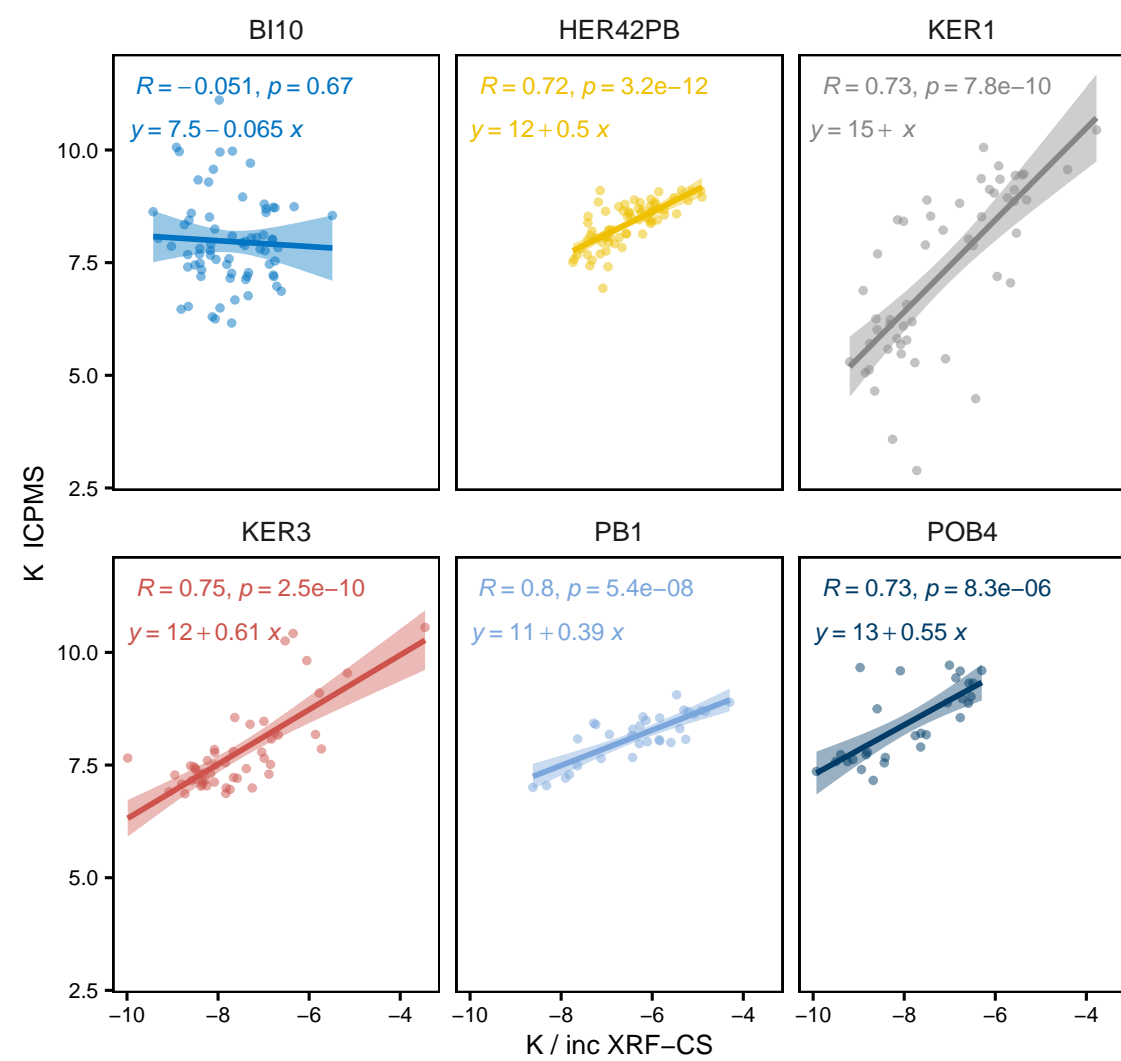 BI10
HER42PB
KER1
R = −0.051, p = 0.67
y = 7.5 − 0.065 x
R = 0.72, p = 3.2e−12
y = 12 + 0.5 x
R = 0.73, p = 7.8e−10
y = 15 + x
10.0
7.5
5.0
2.5
K ICPMS
KER3
PB1
POB4
R = 0.75, p = 2.5e−10
y = 12 + 0.61 x
R = 0.8, p = 5.4e−08
y = 11 + 0.39 x
R = 0.73, p = 8.3e−06
y = 13 + 0.55 x
10.0
7.5
5.0
2.5
−10 −8 −6 −4
−10 −8 −6 −4
−10 −8 −6 −4
K / inc XRF−CS